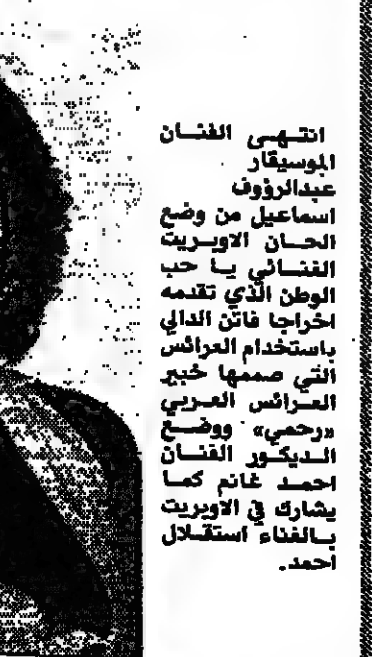 انتهى الفنان
الموسيقار
عبدالرؤوف
اسماعيل من وضع
الحان الاوبريت
الغنائي يا حب
الوطن الذي تقدمه
اخراجا فاتن الدالي
باستخدام العرائس
التي صممها خبير
العرائس العربي
«رحمي» ووضع
الديكور الفنان
احمد غانم كما
يشارك في الاوبريت
بالغناء استقلال
احمد.